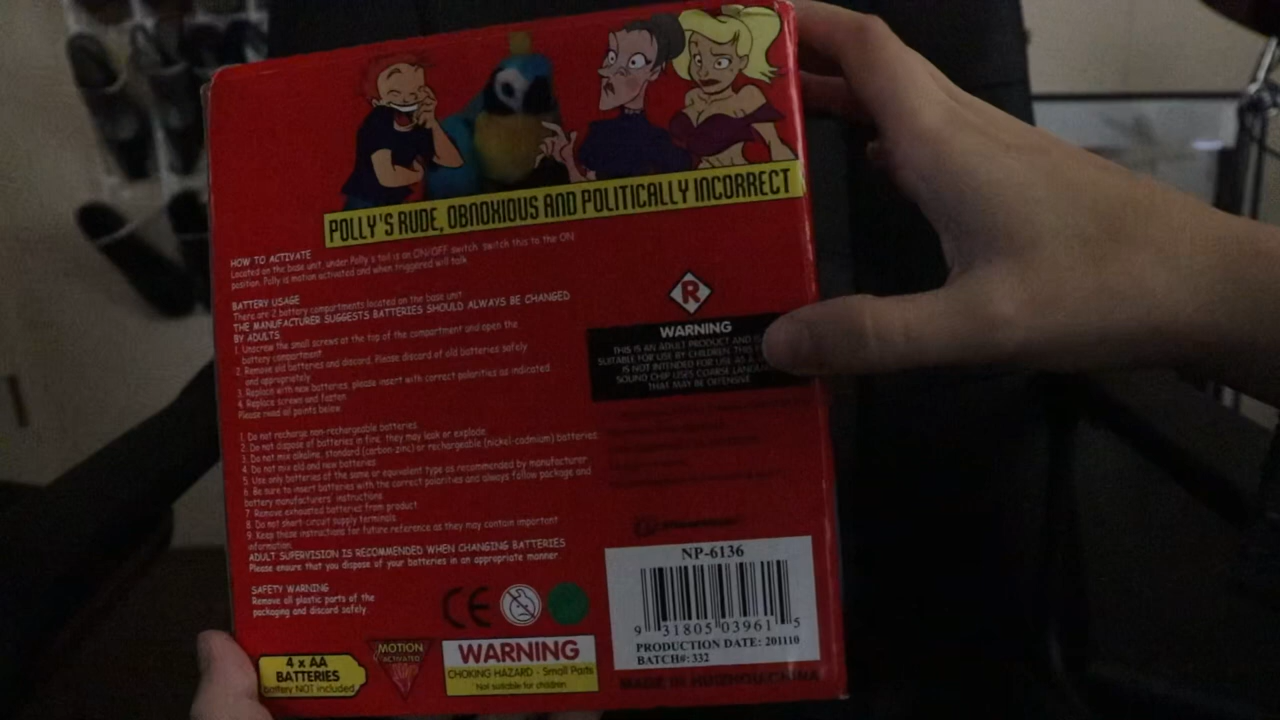 POLLY'S RUDE, OBNOXIOUS AND POLITICALLY INCORRECT
HOW TO ACTIVATE
Located on the base unit, under Polly's tail is an ON/OFF switch switch this to the ON
position. Polly is motion activated and when triggered will talk
BATTERY USAGE
There are 2 battery compartments located on the base unit
THE MANUFACTURER SUGGESTS BATTERIES SHOULD ALWAYS BE CHANGED
BY ADULTS
1. Unscrew the small screws at the top of the compartment and open the
battery compartment
2. Remove old batteries and discard. Please discard of old batteries safely
and appropriately
3. Replace with new batteries, please insert with correct polarities as indicated
4. Replace screws and fasten
Please read all points below
1. Do not recharge non-rechargeable batteries.
2. Do not dispose of batteries in fire, they may leak or explode.
3. Do not mix alkaline, standard (carbon-zinc) or rechargeable (nickel-cadmium) batteries
4. Do not mix old and new batteries
5. Use only batteries of the same or equivalent type as recommended by manufacturer
6. Be sure to insert batteries with the correct polarities and always follow package and
battery manufacturers' instructions
7. Remove exhausted batteries from product
8. Do not short-circuit supply terminals
9. Keep these instructions for future reference as they may contain important
information.
ADULT SUPERVISION IS RECOMMENDED WHEN CHANGING BATTERIES
Please ensure that you dispose of your batteries in an appropriate manner
SAFETY WARNING
Remove all plastic parts of the
packaging and discard safely
CE
4 x AA
BATTERIES
battery NOT included
MOTION
ACTIVATED
WARNING
CHOKING HAZARD - Small Parts
Not suitable for children
R
WARNING
THIS IS AN ADULT PRODUCT AND IS
SUITABLE FOR USE BY CHILDREN. THIS
IS NOT INTENDED FOR USE AS A
SOUND CHIP USES COARSE
THAT MAY BE OFFENSIVE
NP-6136
9 31805 03961 5
PRODUCTION DATE: 201110
BATCH#: 332
MADE IN HUIZHOU, CHINA